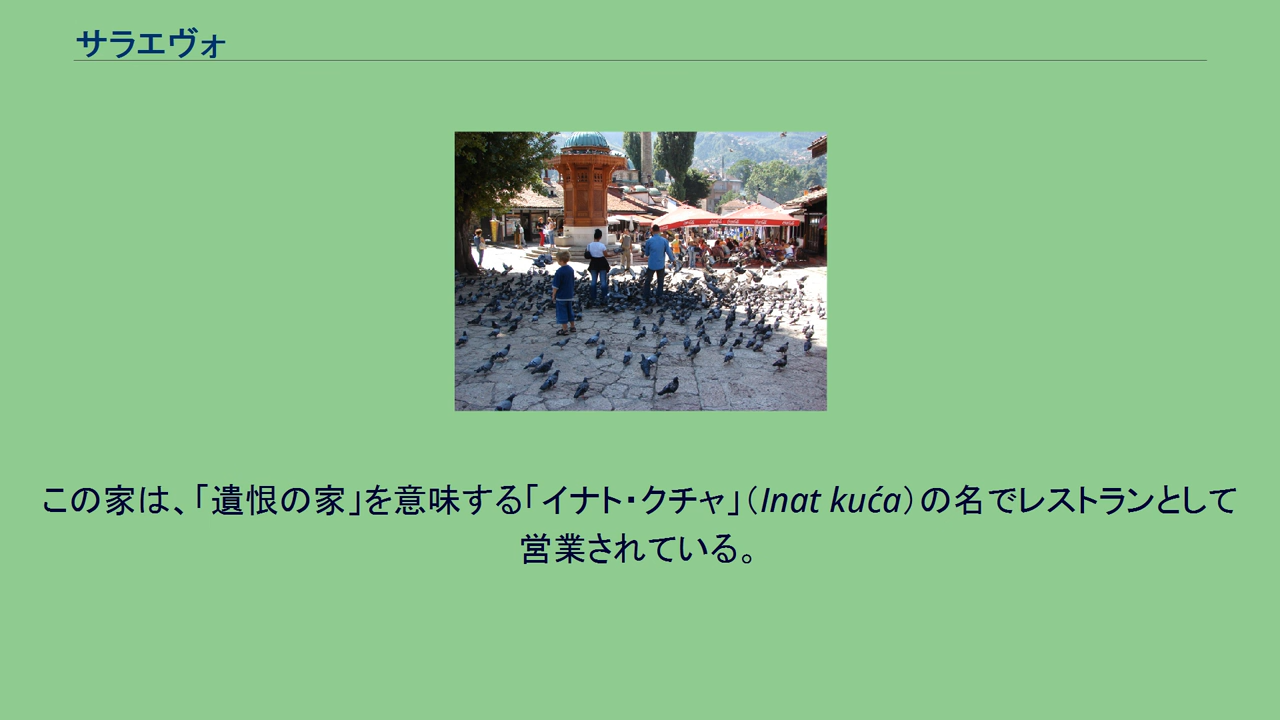 サラエヴォ
この家は、「遺恨の家」を意味する「イナト・クチャ」（Inat kuća）の名でレストランとして
営業されている。